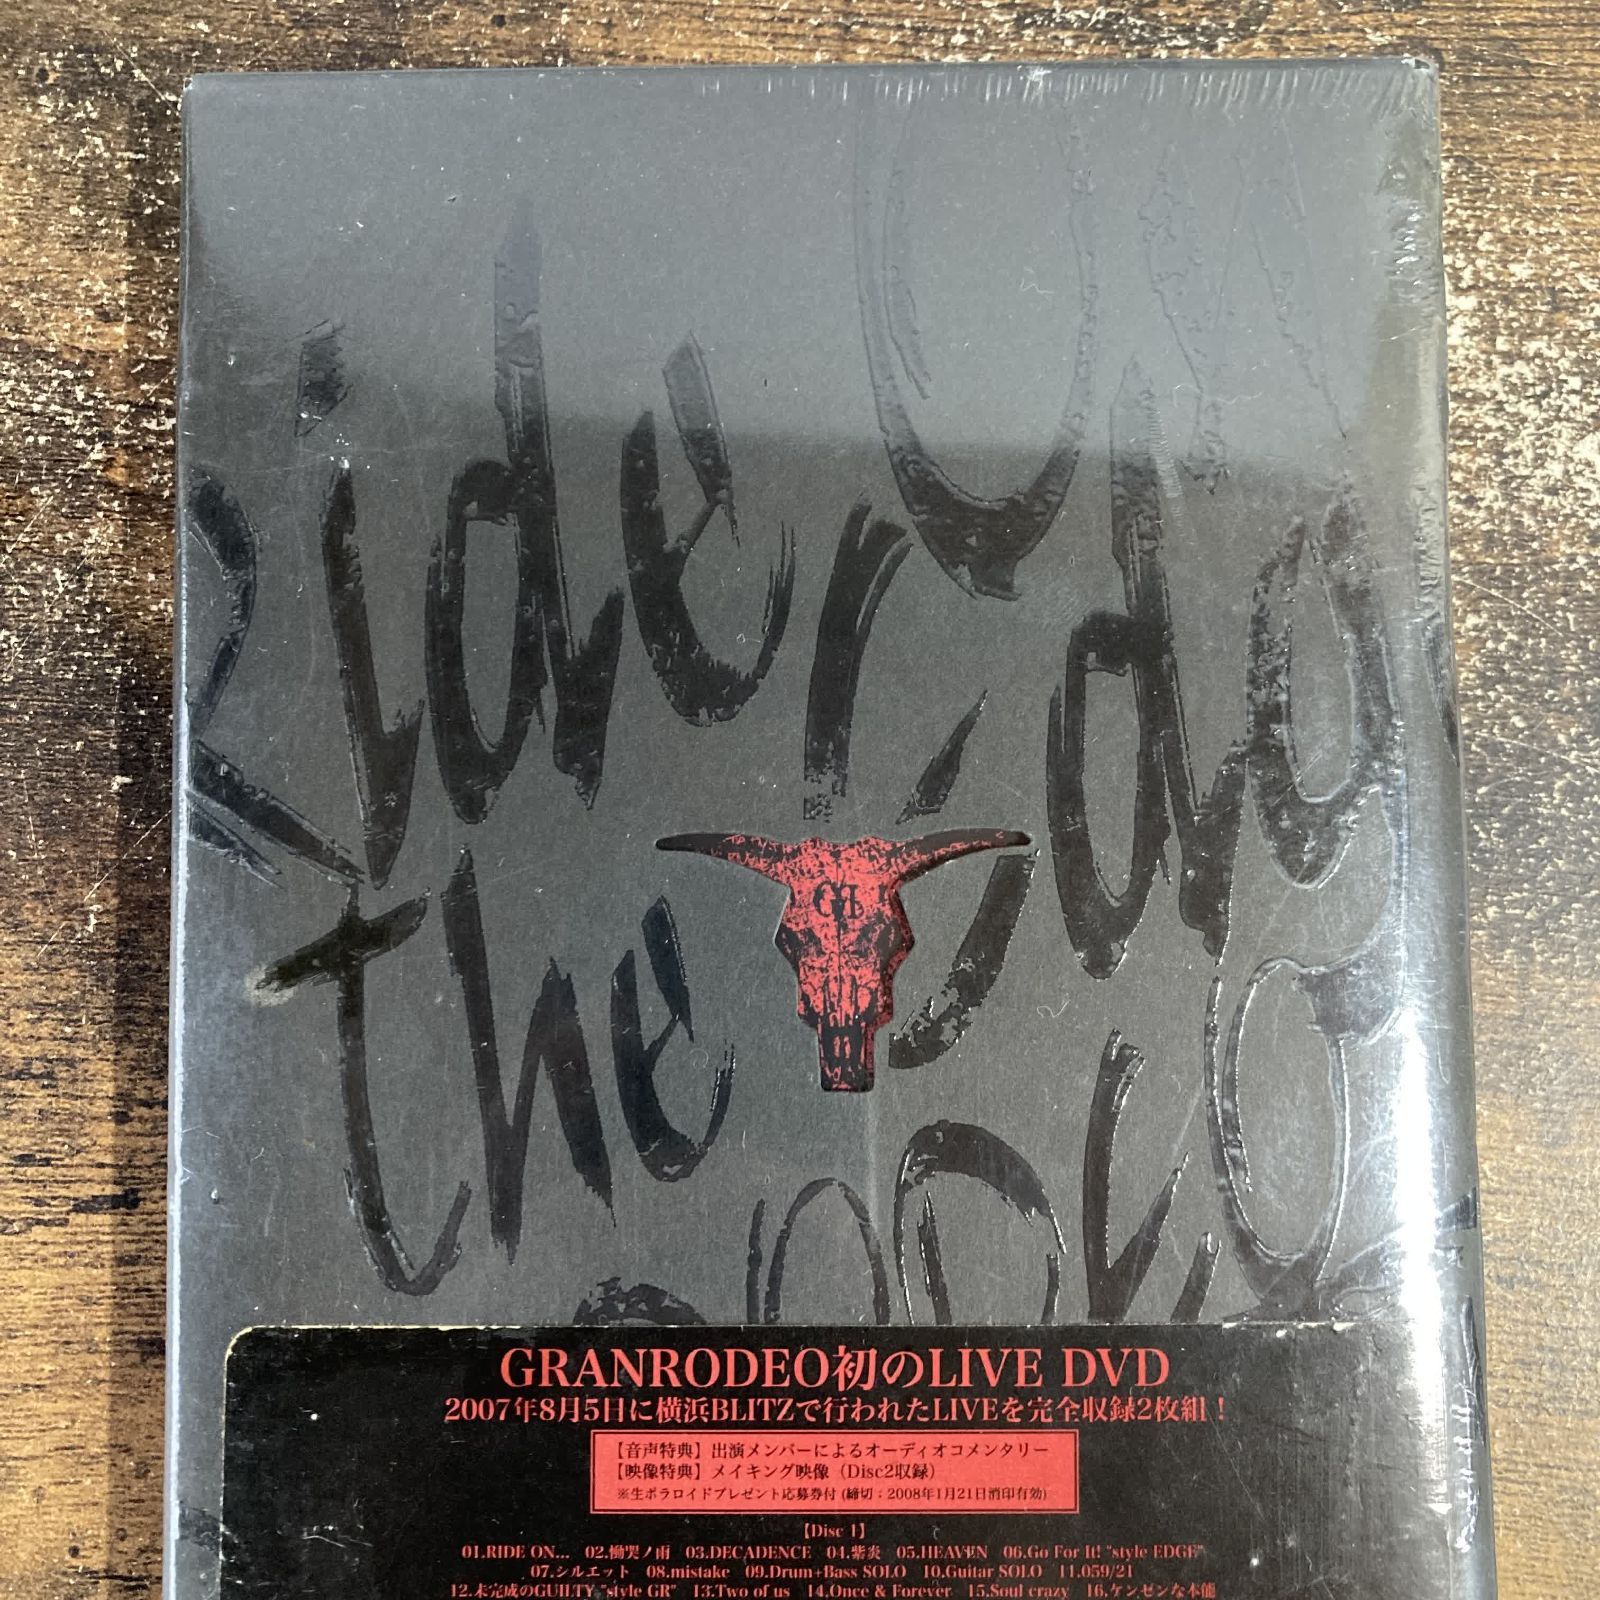 Ride on
the
GR
GRANRODEO初のLIVE DVD
2007年8月5日に横浜BLITZで行われたLIVEを完全収録2枚組！
【音声特典】出演メンバーによるオーディオコメンタリー
【映像特典】メイキング映像（Disc2収録）
※生ポラロイドプレゼント応募券付 (締切：2008年1月21日消印有効)
【Disc 1】
01.RIDE ON... 02.慟哭ノ雨 03.DECADENCE 04.紫炎 05.HEAVEN 06.Go For It! "style EDGE"
07.シルエット 08.mistake 09.Drum+Bass SOLO 10.Guitar SOLO 11.059/21
12.未完成のGUILTY "style GR" 13.Two of us 14.Once & Forever 15.Soul crazy 16.ケンゼンな本能